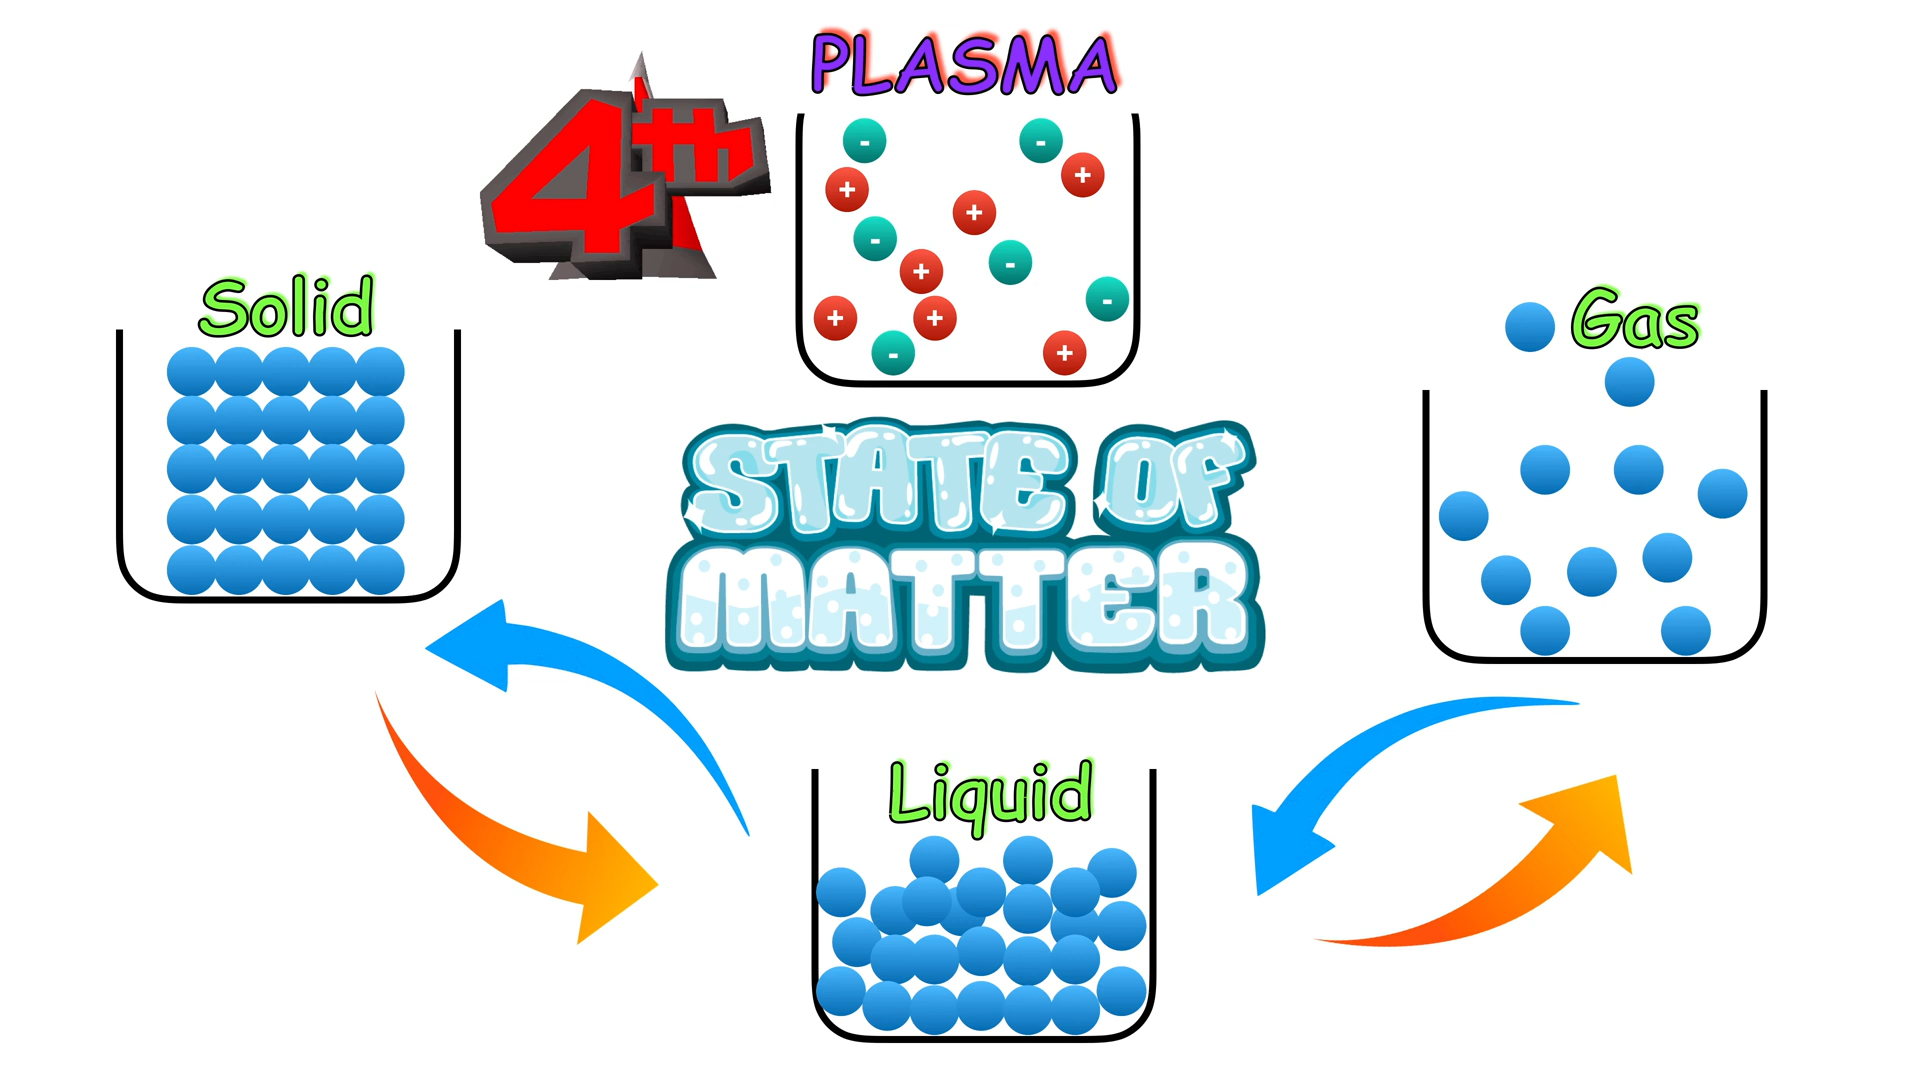 PLASMA
4th
- -
+ +
+
- -
+ -
+ +
- +
Solid
Gas
STATE OF
MATTER
Liquid